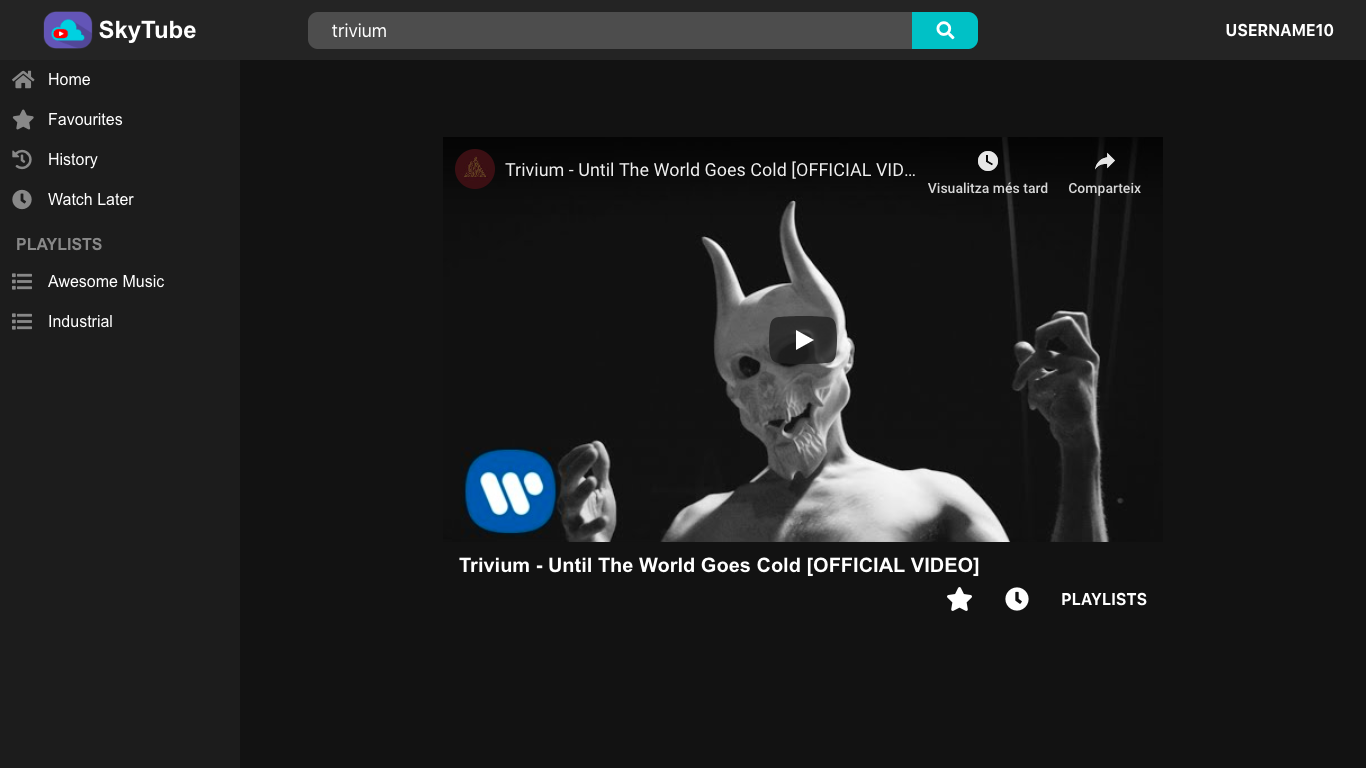 SkyTube
trivium
USERNAME10
Home
Favourites
History
Watch Later
PLAYLISTS
Awesome Music
Industrial
Trivium - Until The World Goes Cold [OFFICIAL VID...
Visualitza més tard
Comparteix
Trivium - Until The World Goes Cold [OFFICIAL VIDEO]
PLAYLISTS